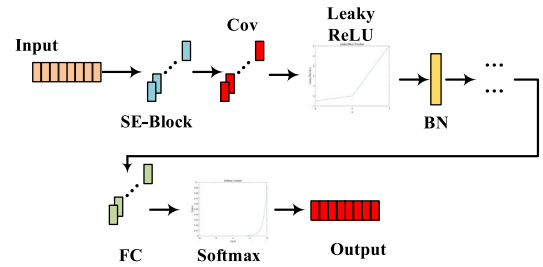 Input
SE-Block
Cov
Leaky
ReLU
BN
... 
...
FC
Softmax
Output